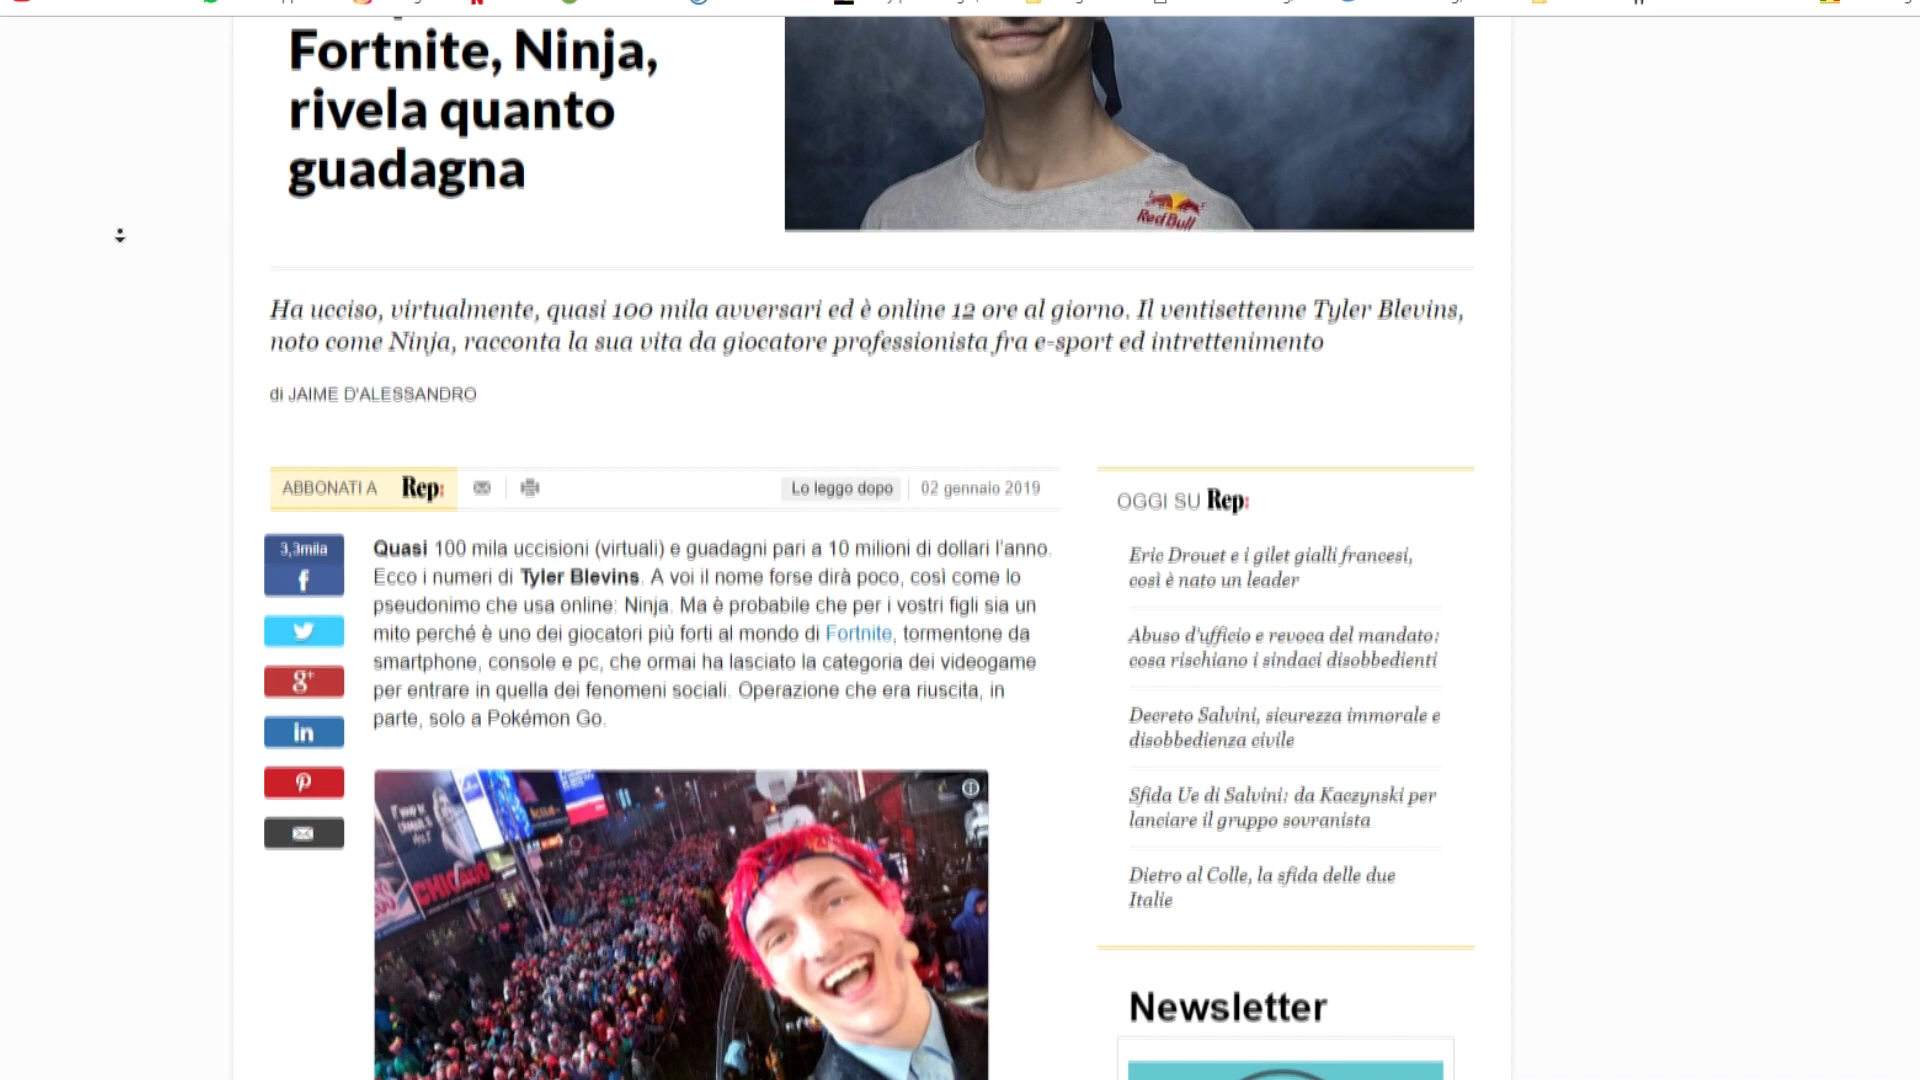 Fortnite, Ninja,
rivela quanto
guadagna
Red Bull
Ha ucciso, virtualmente, quasi 100 mila avversari ed è online 12 ore al giorno. Il ventisettenne Tyler Blevins,
noto come Ninja, racconta la sua vita da giocatore professionista fra e-sport ed intrettenimento
di JAIME D'ALESSANDRO
ABBONATI A Rep:
Lo leggo dopo
02 gennaio 2019
3,3mila
Quasi 100 mila uccisioni (virtuali) e guadagni pari a 10 milioni di dollari l'anno.
Ecco i numeri di Tyler Blevins. A voi il nome forse dirà poco, così come lo
pseudonimo che usa online: Ninja. Ma è probabile che per i vostri figli sia un
mito perché è uno dei giocatori più forti al mondo di Fortnite, tormentone da
smartphone, console e pc, che ormai ha lasciato la categoria dei videogame
per entrare in quella dei fenomeni sociali. Operazione che era riuscita, in
parte, solo a Pokémon Go.
CHICAGO
OGGI SU Rep:
Eric Drouet e i gilet gialli francesi,
così è nato un leader
Abuso d'ufficio e revoca del mandato:
cosa rischiano i sindaci disobbedienti
Decreto Salvini, sicurezza immorale e
disobbedienza civile
Sfida Ue di Salvini: da Kaczynski per
lanciare il gruppo sovranista
Dietro al Colle, la sfida delle due
Italie
Newsletter